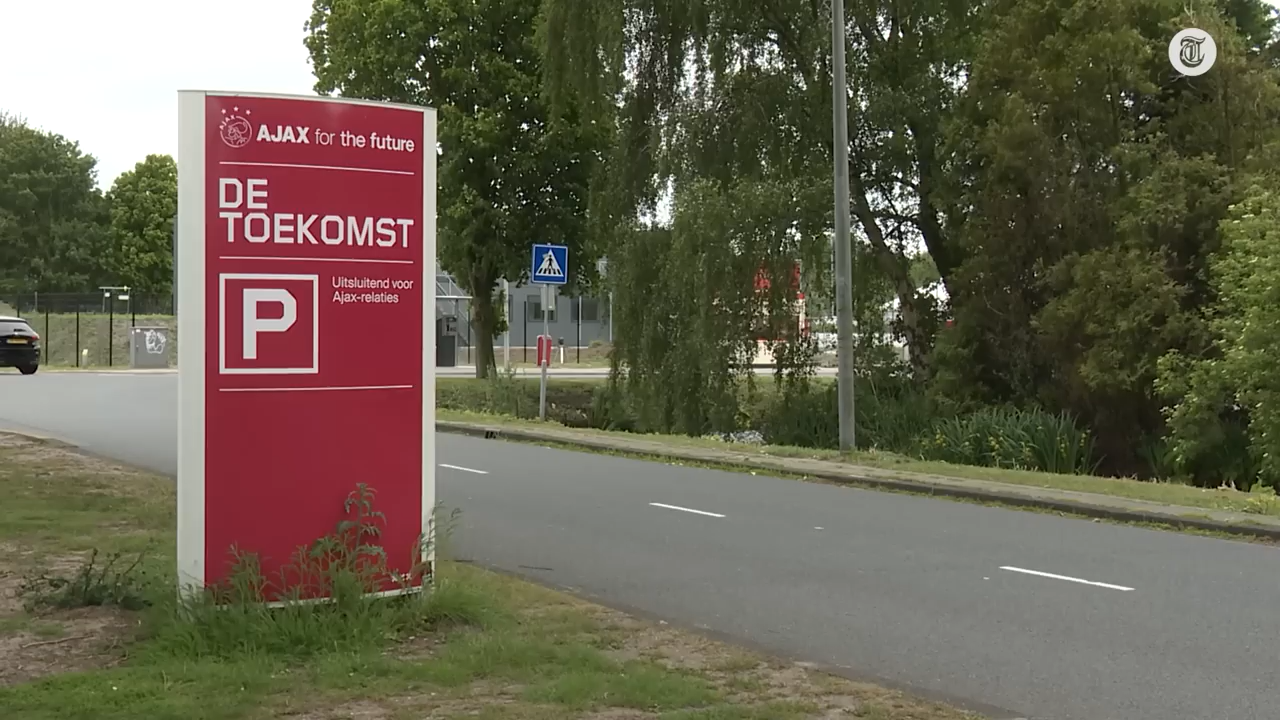 AJAX for the future
DE
TOEKOMST
P
Uitsluitend voor
Ajax-relaties